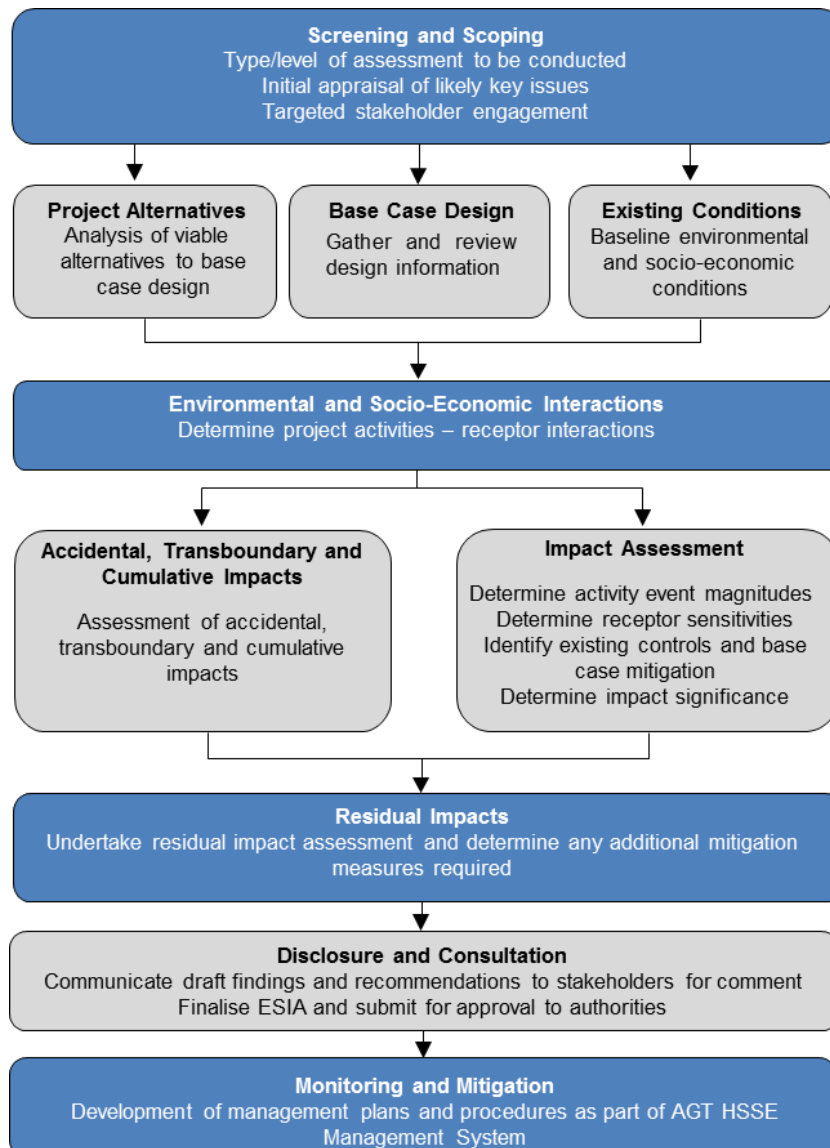 Screening and Scoping
Type/level of assessment to be conducted
Initial appraisal of likely key issues
Targeted stakeholder engagement
Project Alternatives
Analysis of viable
alternatives to base
case design
Base Case Design
Gather and review
design information
Existing Conditions
Baseline environmental
and socio-economic
conditions
Environmental and Socio-Economic Interactions
Determine project activities – receptor interactions
Accidental, Transboundary and
Cumulative Impacts
Assessment of accidental,
transboundary and cumulative
impacts
Impact Assessment
Determine activity event magnitudes
Determine receptor sensitivities
Identify existing controls and base
case mitigation
Determine impact significance
Residual Impacts
Undertake residual impact assessment and determine any additional mitigation
measures required
Disclosure and Consultation
Communicate draft findings and recommendations to stakeholders for comment
Finalise ESIA and submit for approval to authorities
Monitoring and Mitigation
Development of management plans and procedures as part of AGT HSSE
Management System